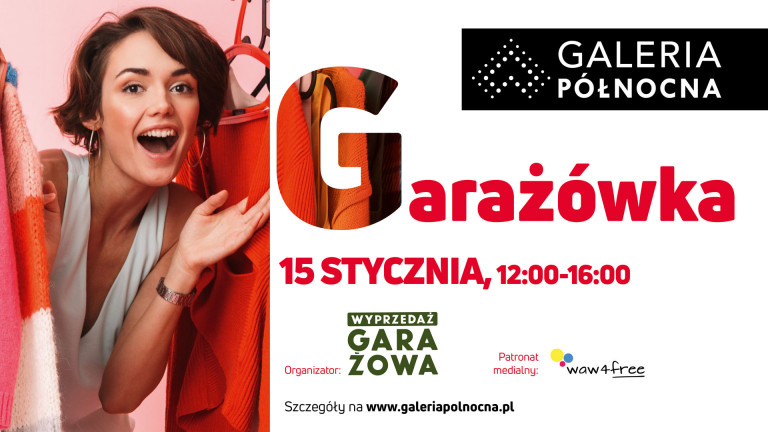 GALERIA
PÓŁNOCNA
Garażówka
15 STYCZNIA, 12:00-16:00
WYPRZEDAŻ
GARA
ŻOWA
Organizator:
Patronat
medialny:
waw4free
Szczegóły na www.galeriapolnocna.pl